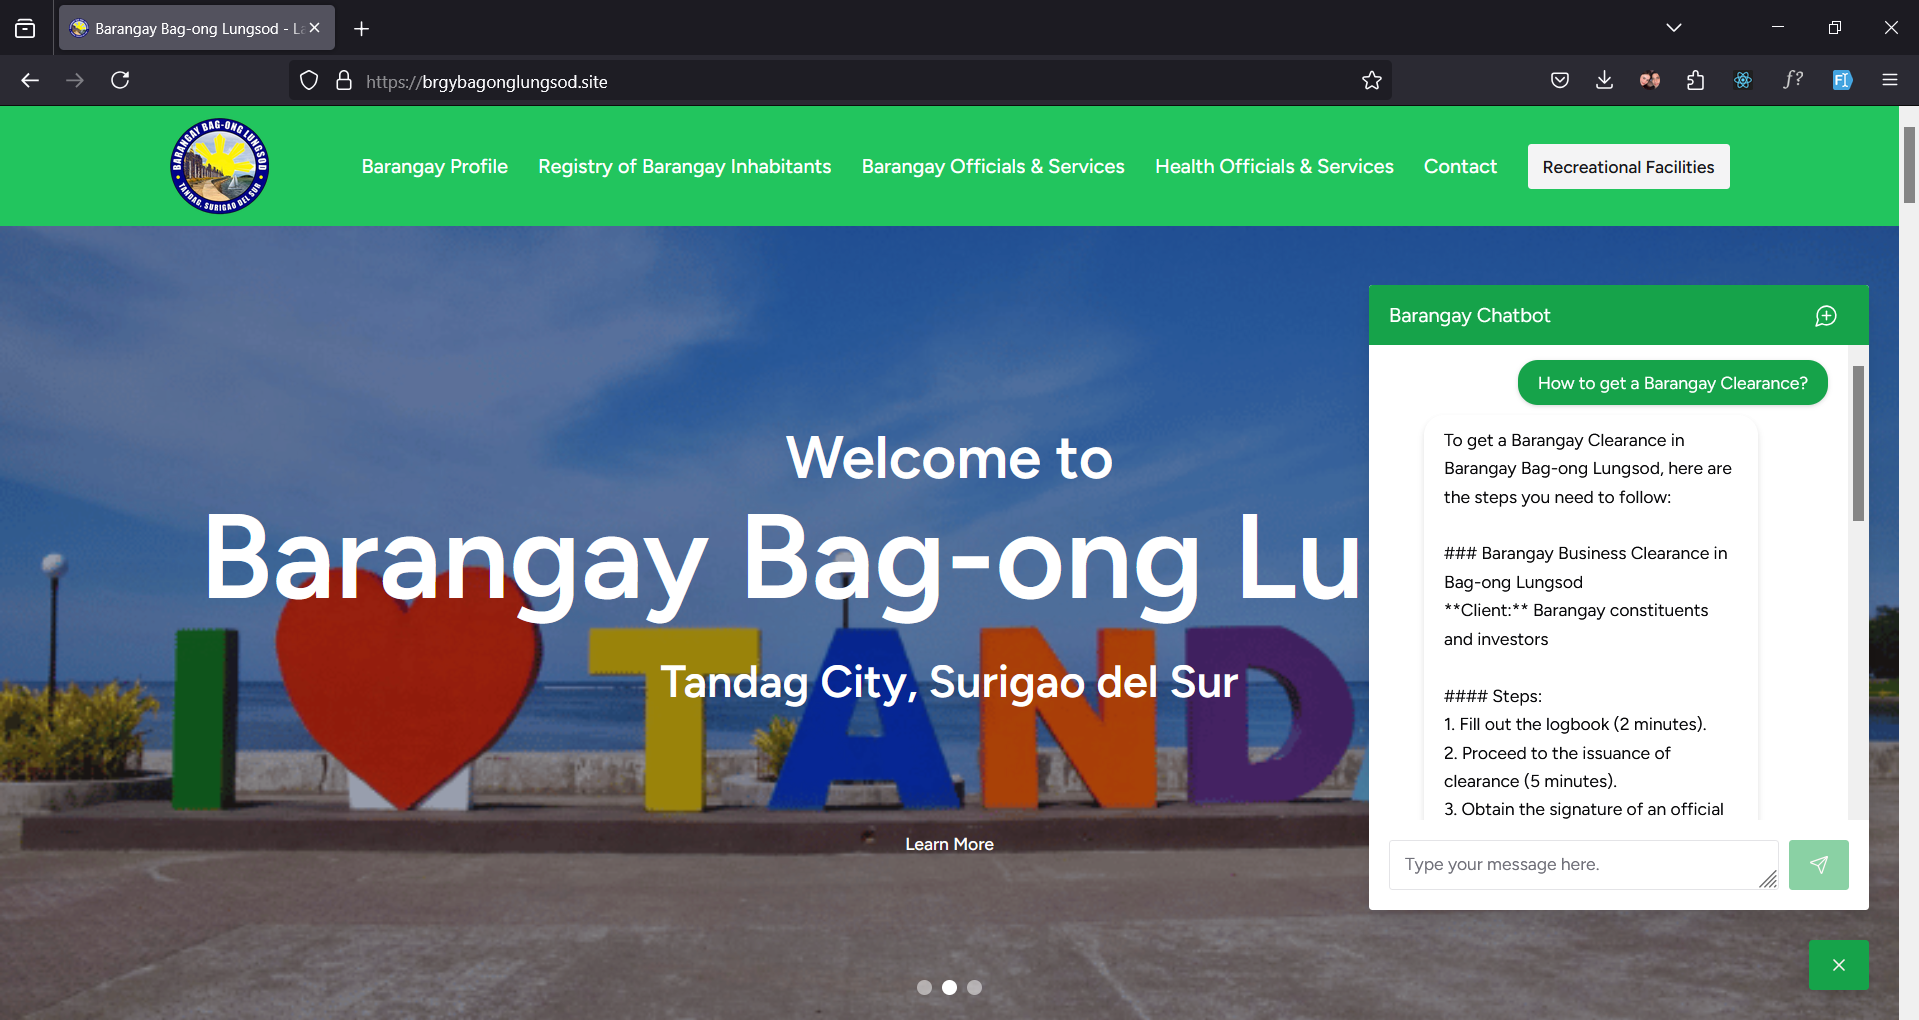 Barangay Bag-ong Lungsod - La
https://brgybagonglungsod.site
f?
FI
BARANGAY BAG-ONG LUNGSOD
TANDAG, SURIGAO DEL SUR
Barangay Profile
Registry of Barangay Inhabitants
Barangay Officials & Services
Health Officials & Services
Contact
Recreational Facilities
Welcome to
Barangay Bag-ong Lu
Tandag City, Surigao del Sur
Learn More
I TANDA
Barangay Chatbot
How to get a Barangay Clearance?
To get a Barangay Clearance in
Barangay Bag-ong Lungsod, here are
the steps you need to follow:
### Barangay Business Clearance in
Bag-ong Lungsod
**Client:** Barangay constituents
and investors
#### Steps:
1. Fill out the logbook (2 minutes).
2. Proceed to the issuance of
clearance (5 minutes).
3. Obtain the signature of an official
Type your message here.